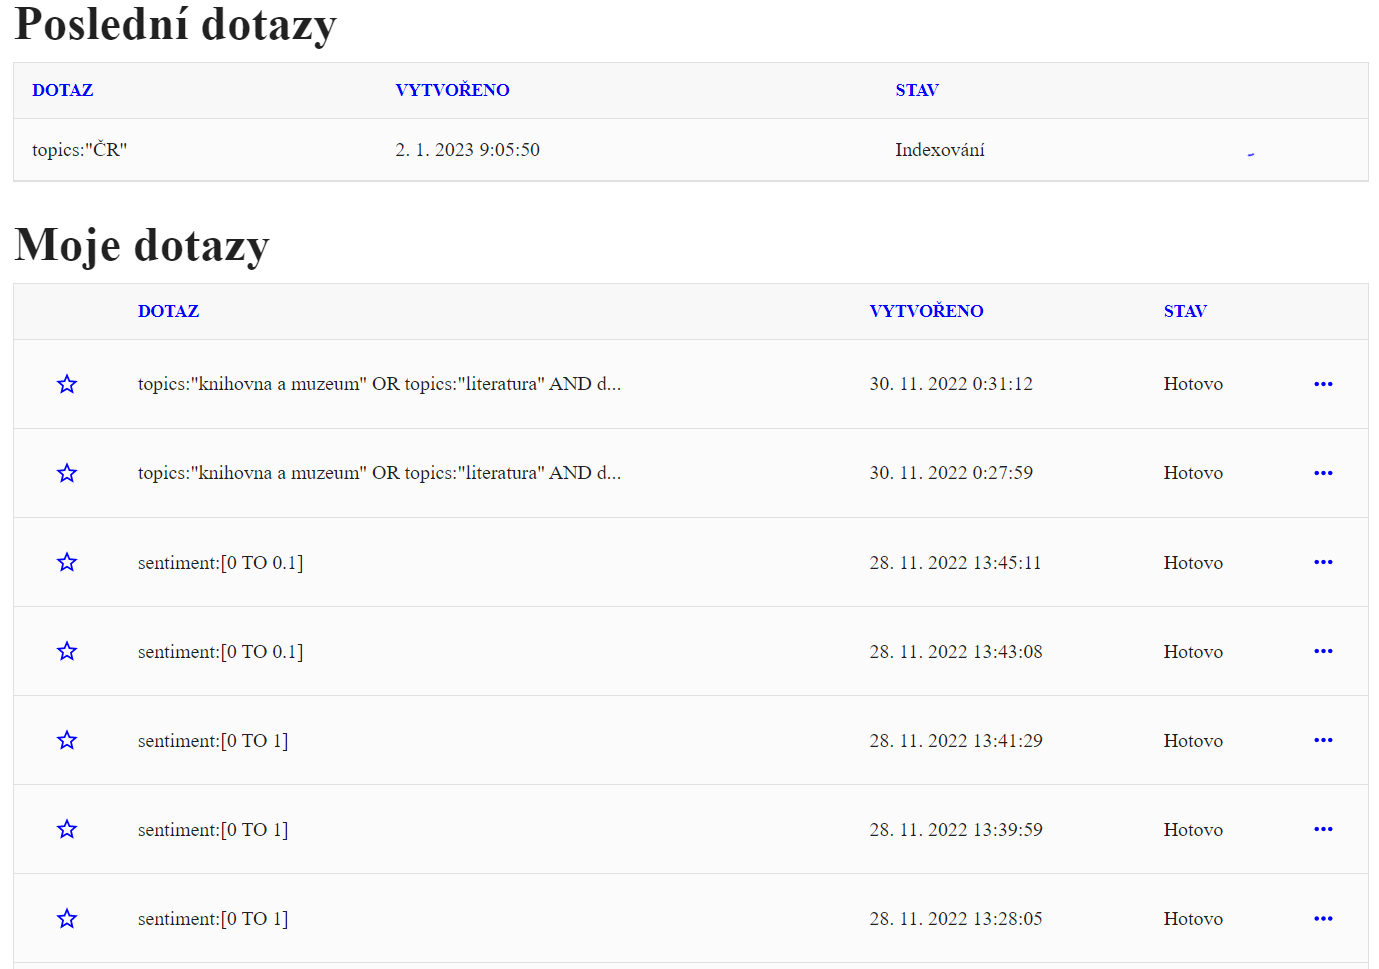 Poslední dotazy
DOTAZ VYTVOŘENO STAV
topics:"ČR" 2. 1. 2023 9:05:50 Indexování
Moje dotazy
DOTAZ VYTVOŘENO STAV
topics:"knihovna a muzeum" OR topics:"literatura" AND d... 30. 11. 2022 0:31:12 Hotovo
topics:"knihovna a muzeum" OR topics:"literatura" AND d... 30. 11. 2022 0:27:59 Hotovo
sentiment:[0 TO 0.1] 28. 11. 2022 13:45:11 Hotovo
sentiment:[0 TO 0.1] 28. 11. 2022 13:43:08 Hotovo
sentiment:[0 TO 1] 28. 11. 2022 13:41:29 Hotovo
sentiment:[0 TO 1] 28. 11. 2022 13:39:59 Hotovo
sentiment:[0 TO 1] 28. 11. 2022 13:28:05 Hotovo